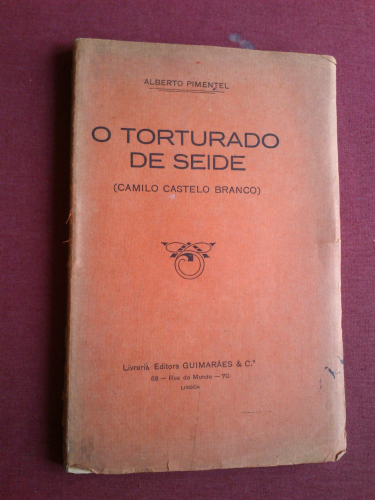 ALBERTO PIMENTEL
O TORTURADO
DE SEIDE
(CAMILO CASTELO BRANCO)
Livraria Editora GUIMARÃES & C.ª
68 — Rua do Mundo — 70
LISBOA